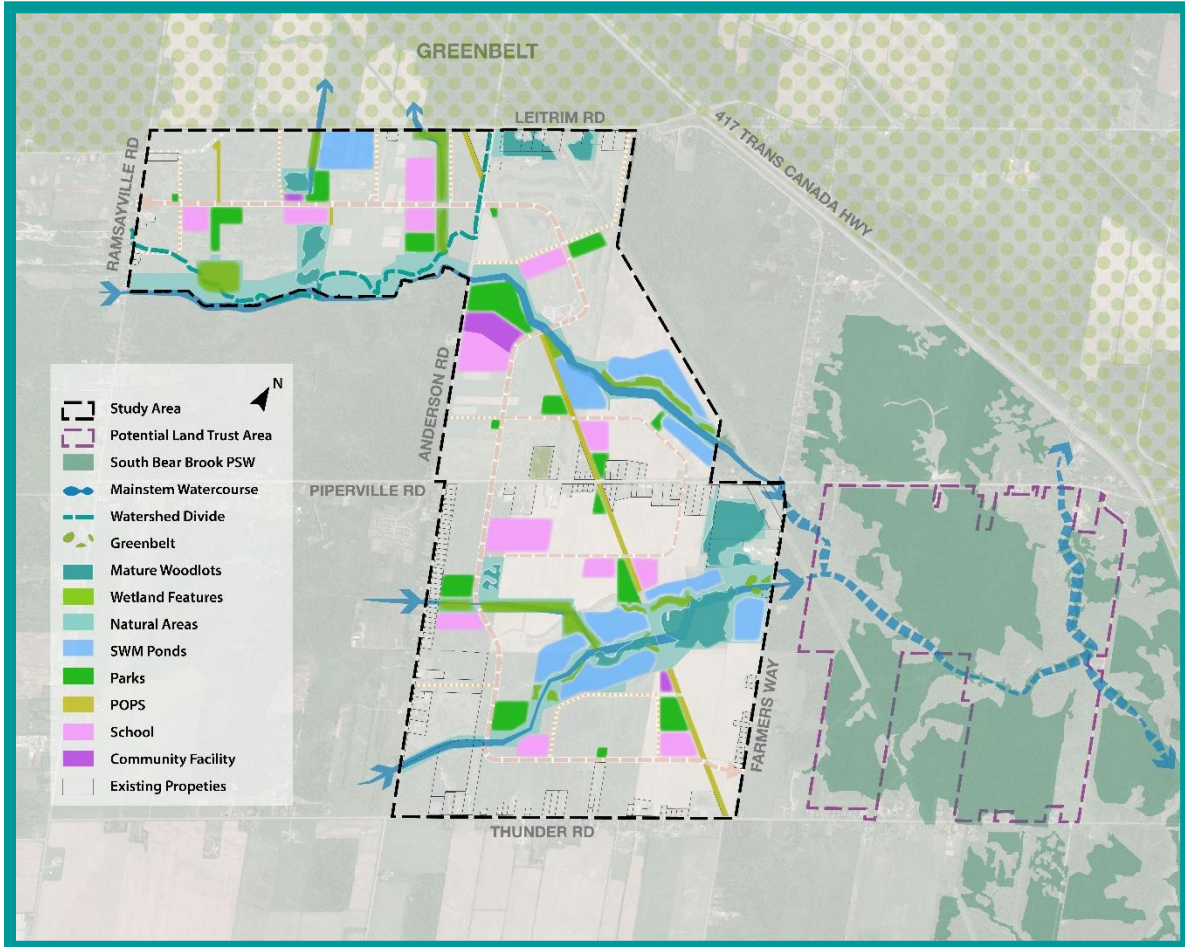 GREENBELT
LEITRIM RD
417 TRANS CANADA HWY
RAMSAYVILLE RD
ANDERSON RD
PIPERVILLE RD
FARMERS WAY
THUNDER RD
N
Study Area
Potential Land Trust Area
South Bear Brook PSW
Mainstem Watercourse
Watershed Divide
Greenbelt
Mature Woodlots
Wetland Features
Natural Areas
SWM Ponds
Parks
POPS
School
Community Facility
Existing Propeties